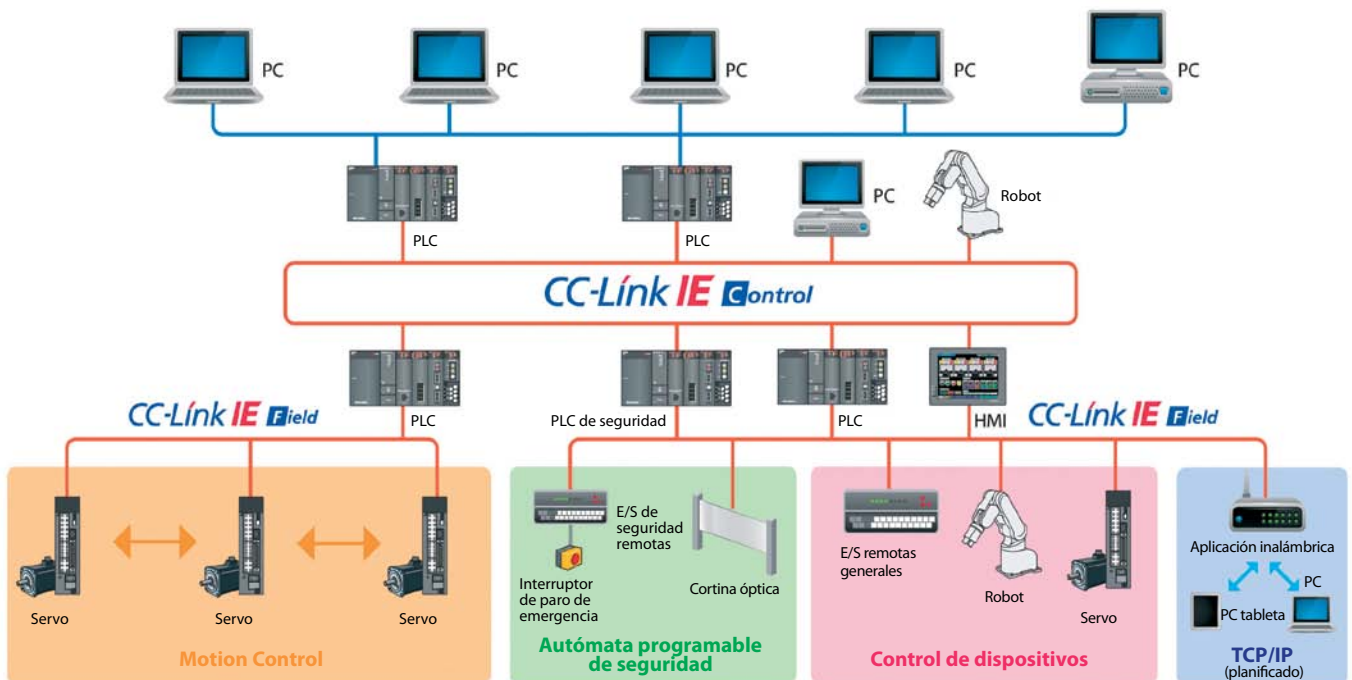 PC
PC
PC
PC
PC
PLC
PLC
PC
Robot
CC-Link IE Control
PLC
PLC de seguridad
PLC
HMI
CC-Link IE Field
CC-Link IE Field
Servo
Servo
Servo
Motion Control
E/S de
seguridad
remotas
Interruptor
de paro de
emergencia
Cortina óptica
Autómata programable
de seguridad
E/S remotas
generales
Robot
Servo
Control de dispositivos
Aplicación inalámbrica
PC
PC tableta
TCP/IP
(planificado)